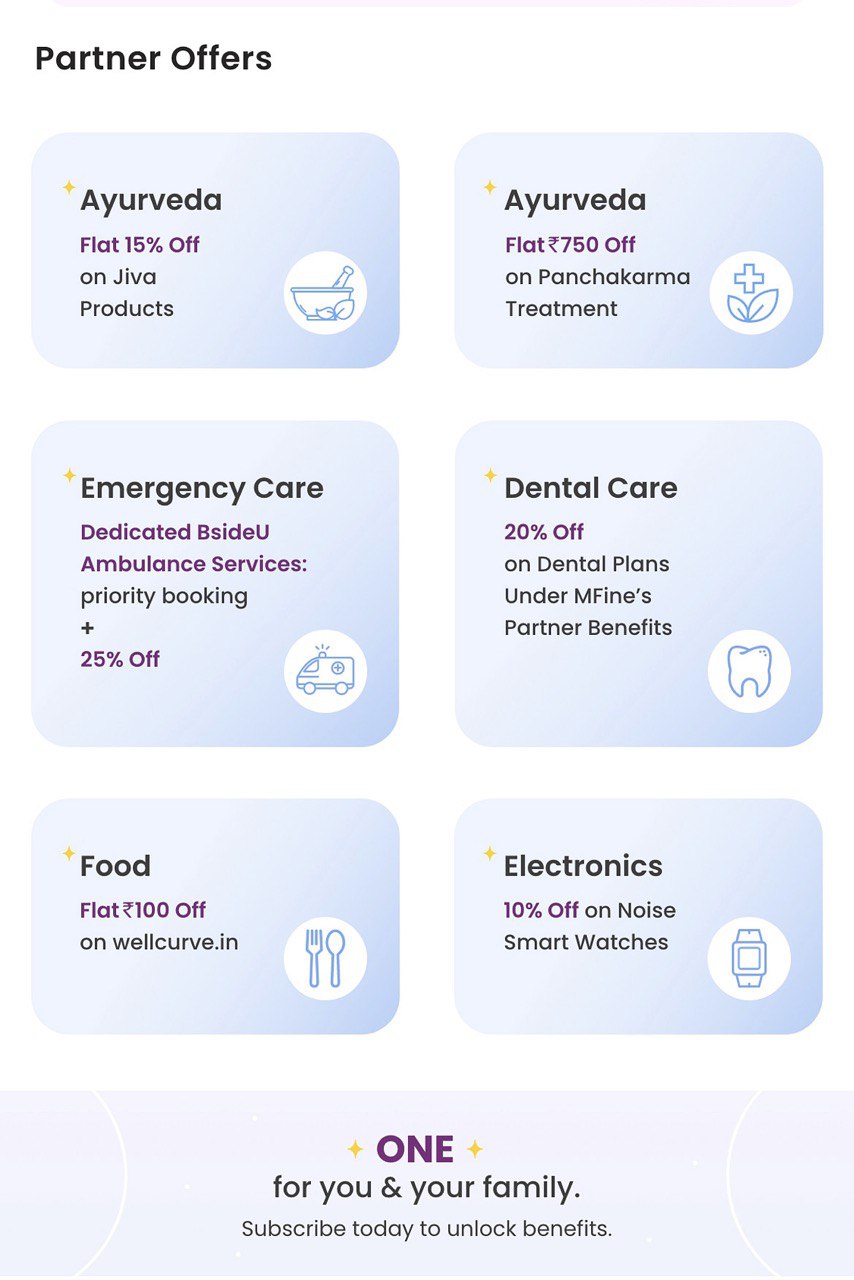 Partner Offers
Ayurveda
Flat 15% Off
on Jiva
Products
Ayurveda
Flat ₹750 Off
on Panchakarma
Treatment
Emergency Care
Dedicated BsideU
Ambulance Services:
priority booking
+
25% Off
Dental Care
20% Off
on Dental Plans
Under MFine’s
Partner Benefits
Food
Flat ₹100 Off
on wellcurve.in
Electronics
10% Off on Noise
Smart Watches
ONE
for you & your family.
Subscribe today to unlock benefits.